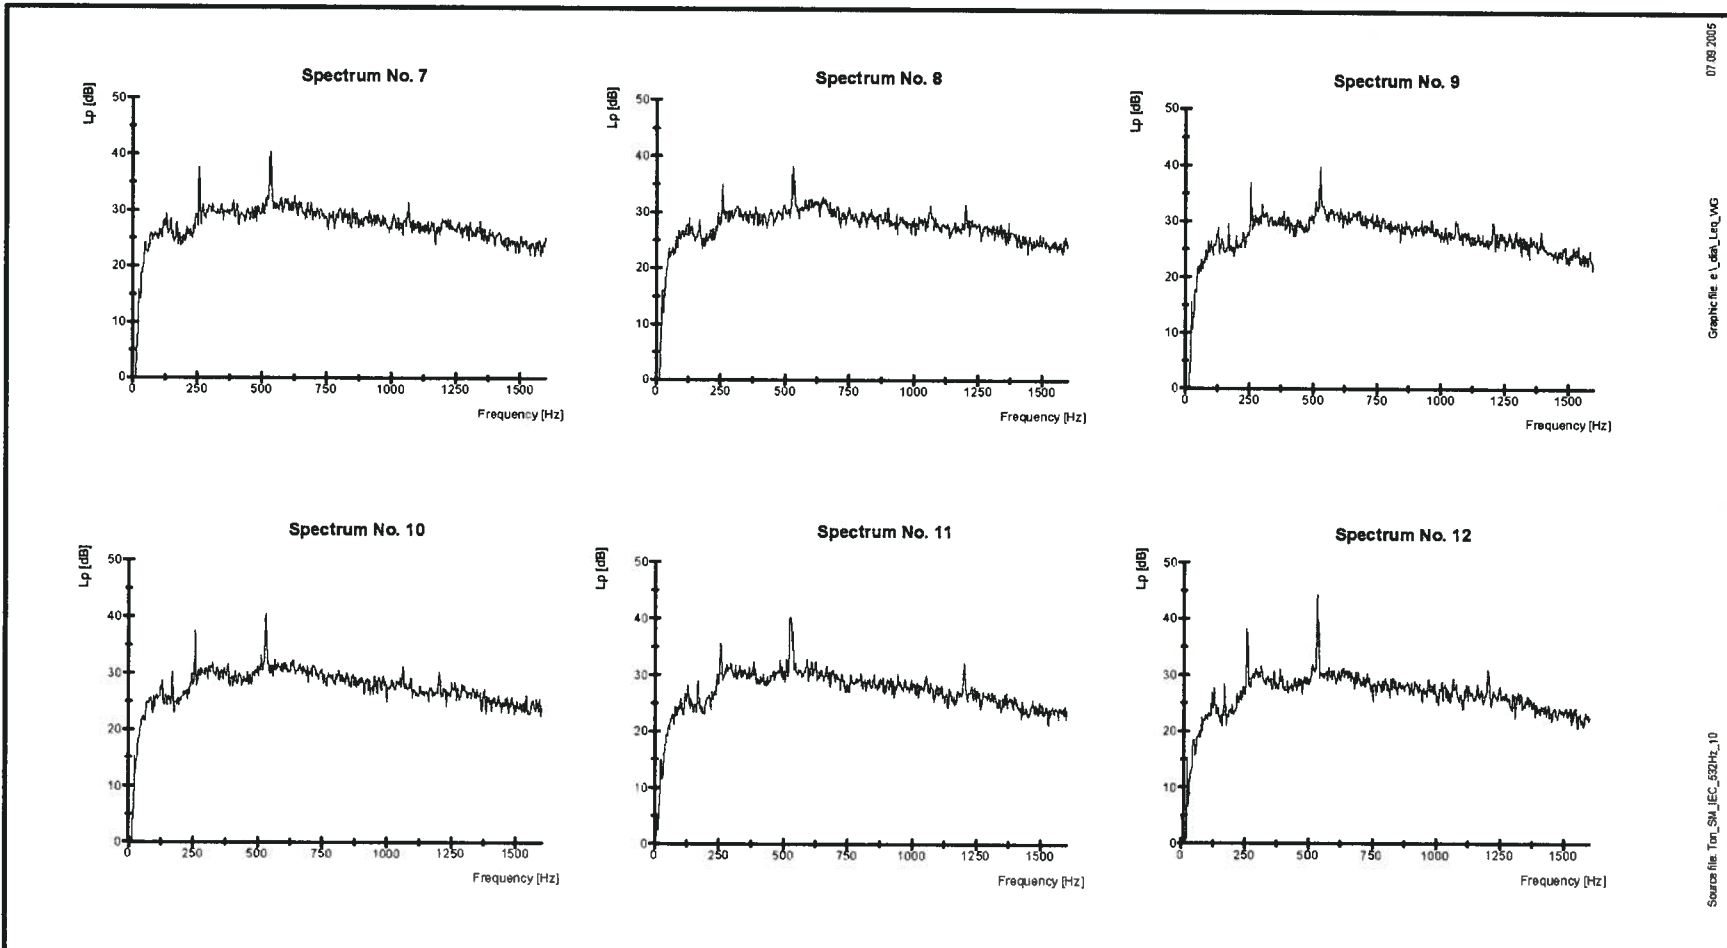 Spectrum No. 7
Lp [dB]
50
40
30
20
10
0
0 250 500 750 1000 1250 1500
Frequency [Hz]
Spectrum No. 8
Lp [dB]
50
40
30
20
10
0
0 250 500 750 1000 1250 1500
Frequency [Hz]
Spectrum No. 9
Lp [dB]
50
40
30
20
10
0
0 250 500 750 1000 1250 1500
Frequency [Hz]
Spectrum No. 10
Lp [dB]
50
40
30
20
10
0
0 250 500 750 1000 1250 1500
Frequency [Hz]
Spectrum No. 11
Lp [dB]
50
40
30
20
10
0
0 250 500 750 1000 1250 1500
Frequency [Hz]
Spectrum No. 12
Lp [dB]
50
40
30
20
10
0
0 250 500 750 1000 1250 1500
Frequency [Hz]
07.09.2005
Graphic file: e:\_dia\_Leq_WG
Source file: Ton_SM_IEC_532Hz_10